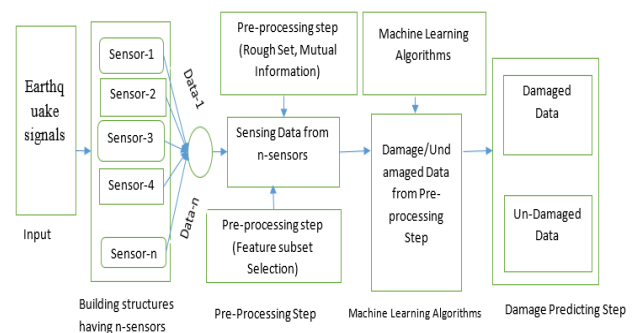 Earthq
uake
signals
Input
Sensor-1
Sensor-2
Sensor-3
Sensor-4
Sensor-n
Building structures
having n-sensors
Data-1
Data-n
Pre-processing step
(Rough Set, Mutual
Information)
Sensing Data from
n-sensors
Pre-processing step
(Feature subset
Selection)
Pre-Processing Step
Machine Learning
Algorithms
Damage/Und
amaged Data
from Pre-
processing
Step
Machine Learning Algorithms
Damaged
Data
Un-Damaged
Data
Damage Predicting Step